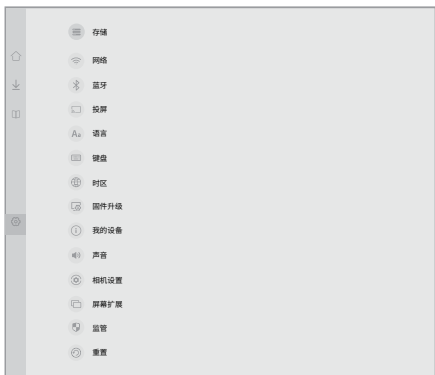 存储
网络
蓝牙
投屏
Aa 语言
键盘
时区
固件升级
我的设备
声音
相机设置
屏幕扩展
监管
重置